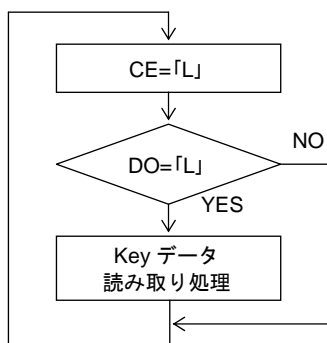 CE=「L」
DO=「L」
NO
YES
Key データ
読み取り処理